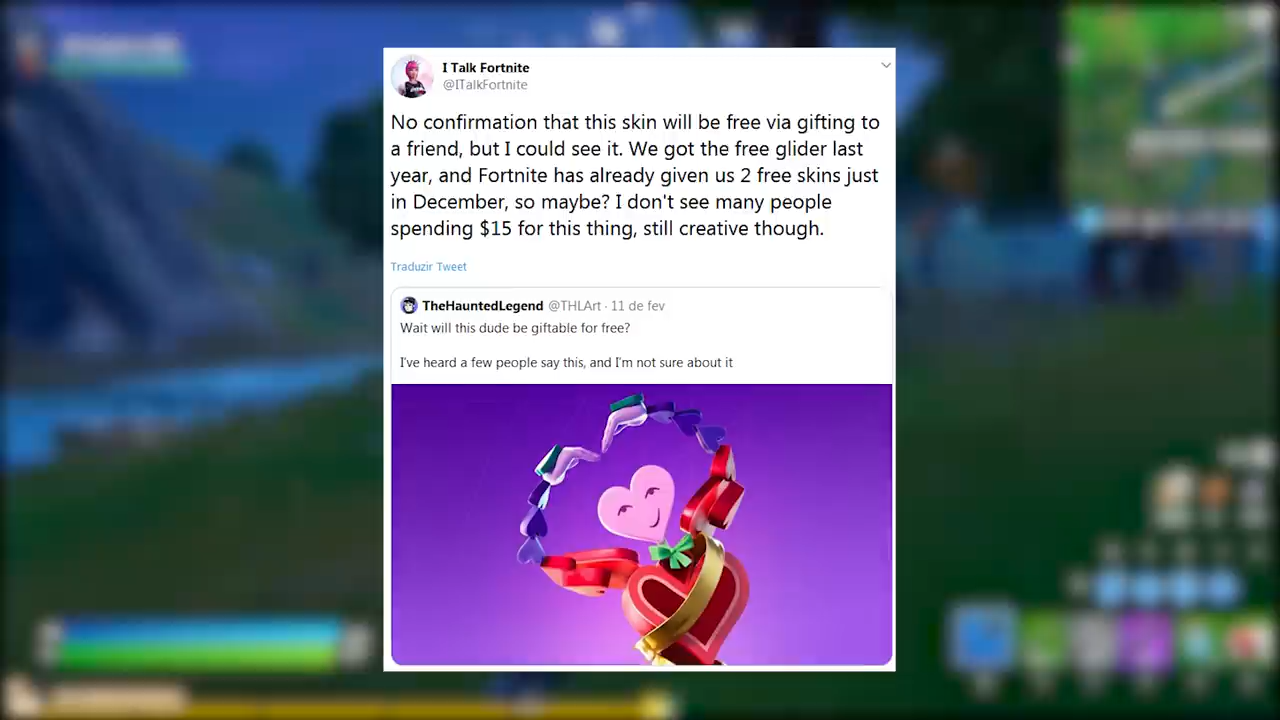 I Talk Fortnite
@ITalkFortnite
No confirmation that this skin will be free via gifting to
a friend, but I could see it. We got the free glider last
year, and Fortnite has already given us 2 free skins just
in December, so maybe? I don't see many people
spending $15 for this thing, still creative though.
Traduzir Tweet
TheHauntedLegend @THLArt · 11 de fev
Wait will this dude be giftable for free?
I've heard a few people say this, and I'm not sure about it